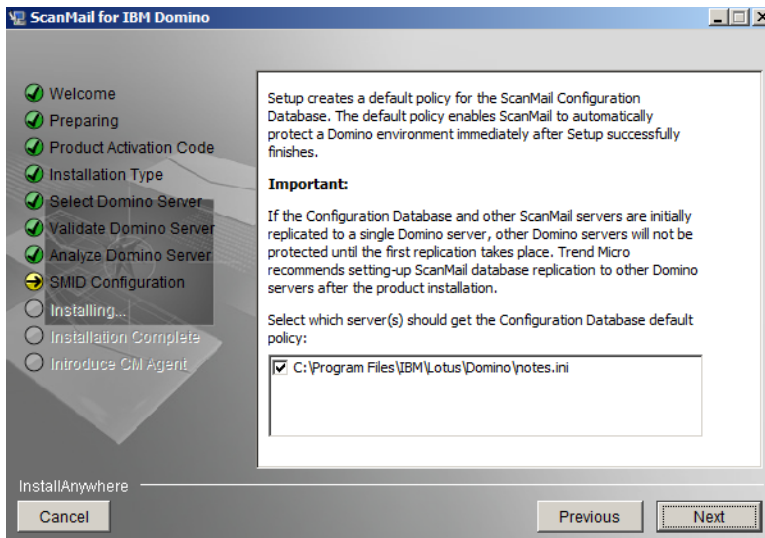 ScanMail for IBM Domino
Welcome
Preparing
Product Activation Code
Installation Type
Select Domino Server
Validate Domino Server
Analyze Domino Server
SMID Configuration
Installing...
Installation Complete
Introduce CM Agent
Setup creates a default policy for the ScanMail Configuration
Database. The default policy enables ScanMail to automatically
protect a Domino environment immediately after Setup successfully
finishes.
Important:
If the Configuration Database and other ScanMail servers are initially
replicated to a single Domino server, other Domino servers will not be
protected until the first replication takes place. Trend Micro
recommends setting-up ScanMail database replication to other Domino
servers after the product installation.
Select which server(s) should get the Configuration Database default
policy:
C:\Program Files\IBM\Lotus\Domino\notes.ini
InstallAnywhere
Cancel
Previous
Next